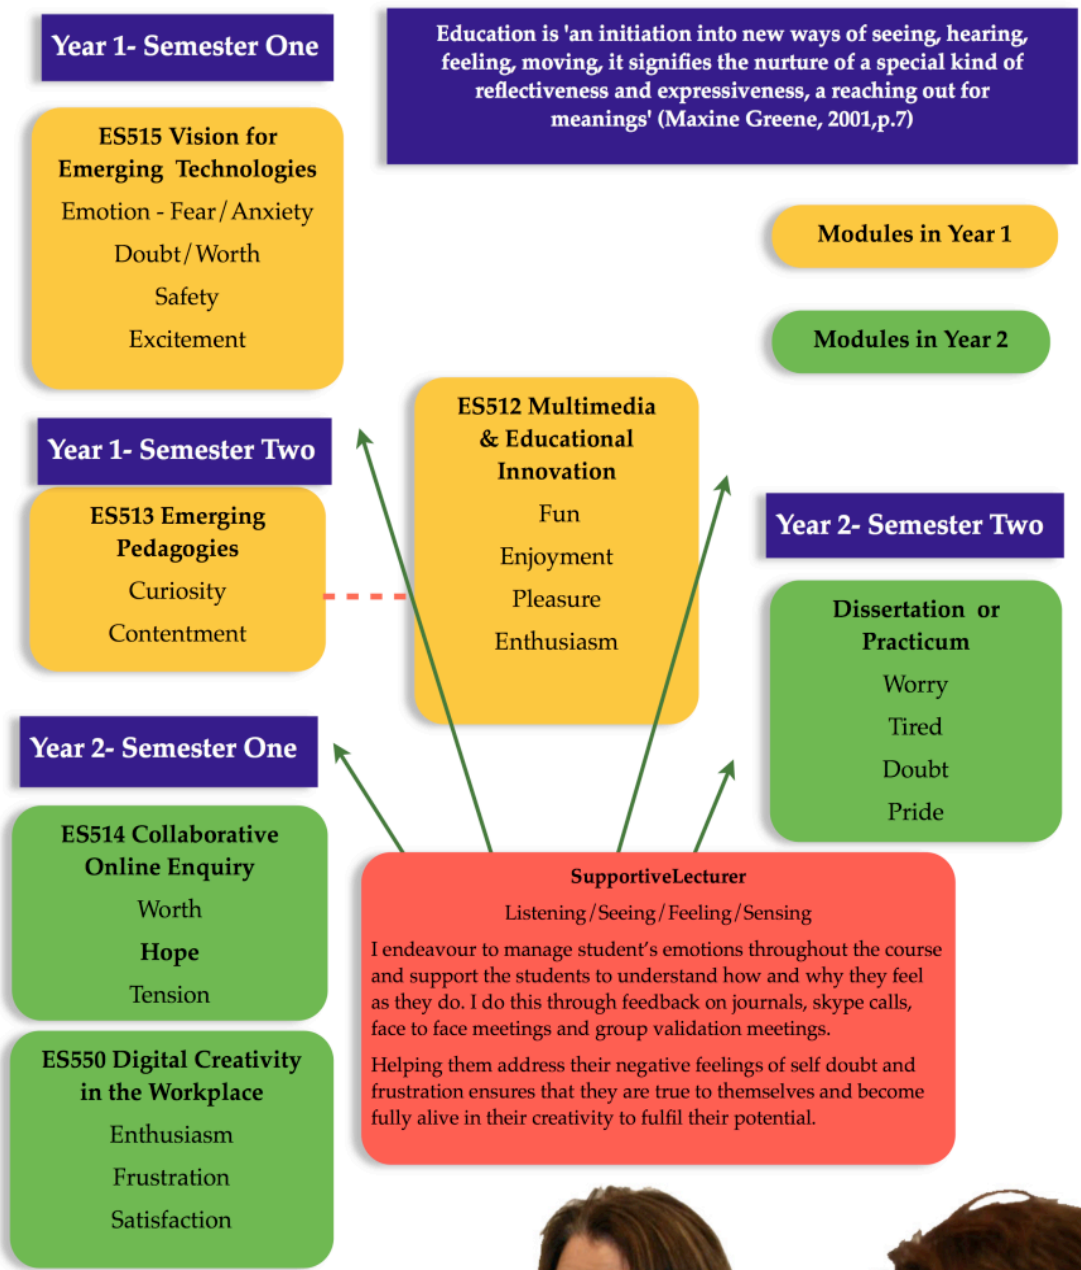 Year 1- Semester One
Education is 'an initiation into new ways of seeing, hearing,
feeling, moving, it signifies the nurture of a special kind of
reflectiveness and expressiveness, a reaching out for
meanings' (Maxine Greene, 2001,p.7)
ES515 Vision for
Emerging Technologies
Emotion - Fear/Anxiety
Doubt/Worth
Safety
Excitement
Modules in Year 1
Modules in Year 2
Year 1- Semester Two
ES513 Emerging
Pedagogies
Curiosity
Contentment
ES512 Multimedia
& Educational
Innovation
Fun
Enjoyment
Pleasure
Enthusiasm
Year 2- Semester Two
Dissertation or
Practicum
Worry
Tired
Doubt
Pride
Year 2- Semester One
ES514 Collaborative
Online Enquiry
Worth
Hope
Tension
ES550 Digital Creativity
in the Workplace
Enthusiasm
Frustration
Satisfaction
SupportiveLecturer
Listening/Seeing/Feeling/Sensing
I endeavour to manage student's emotions throughout the course
and support the students to understand how and why they feel
as they do. I do this through feedback on journals, skype calls,
face to face meetings and group validation meetings.
Helping them address their negative feelings of self doubt and
frustration ensures that they are true to themselves and become
fully alive in their creativity to fulfil their potential.